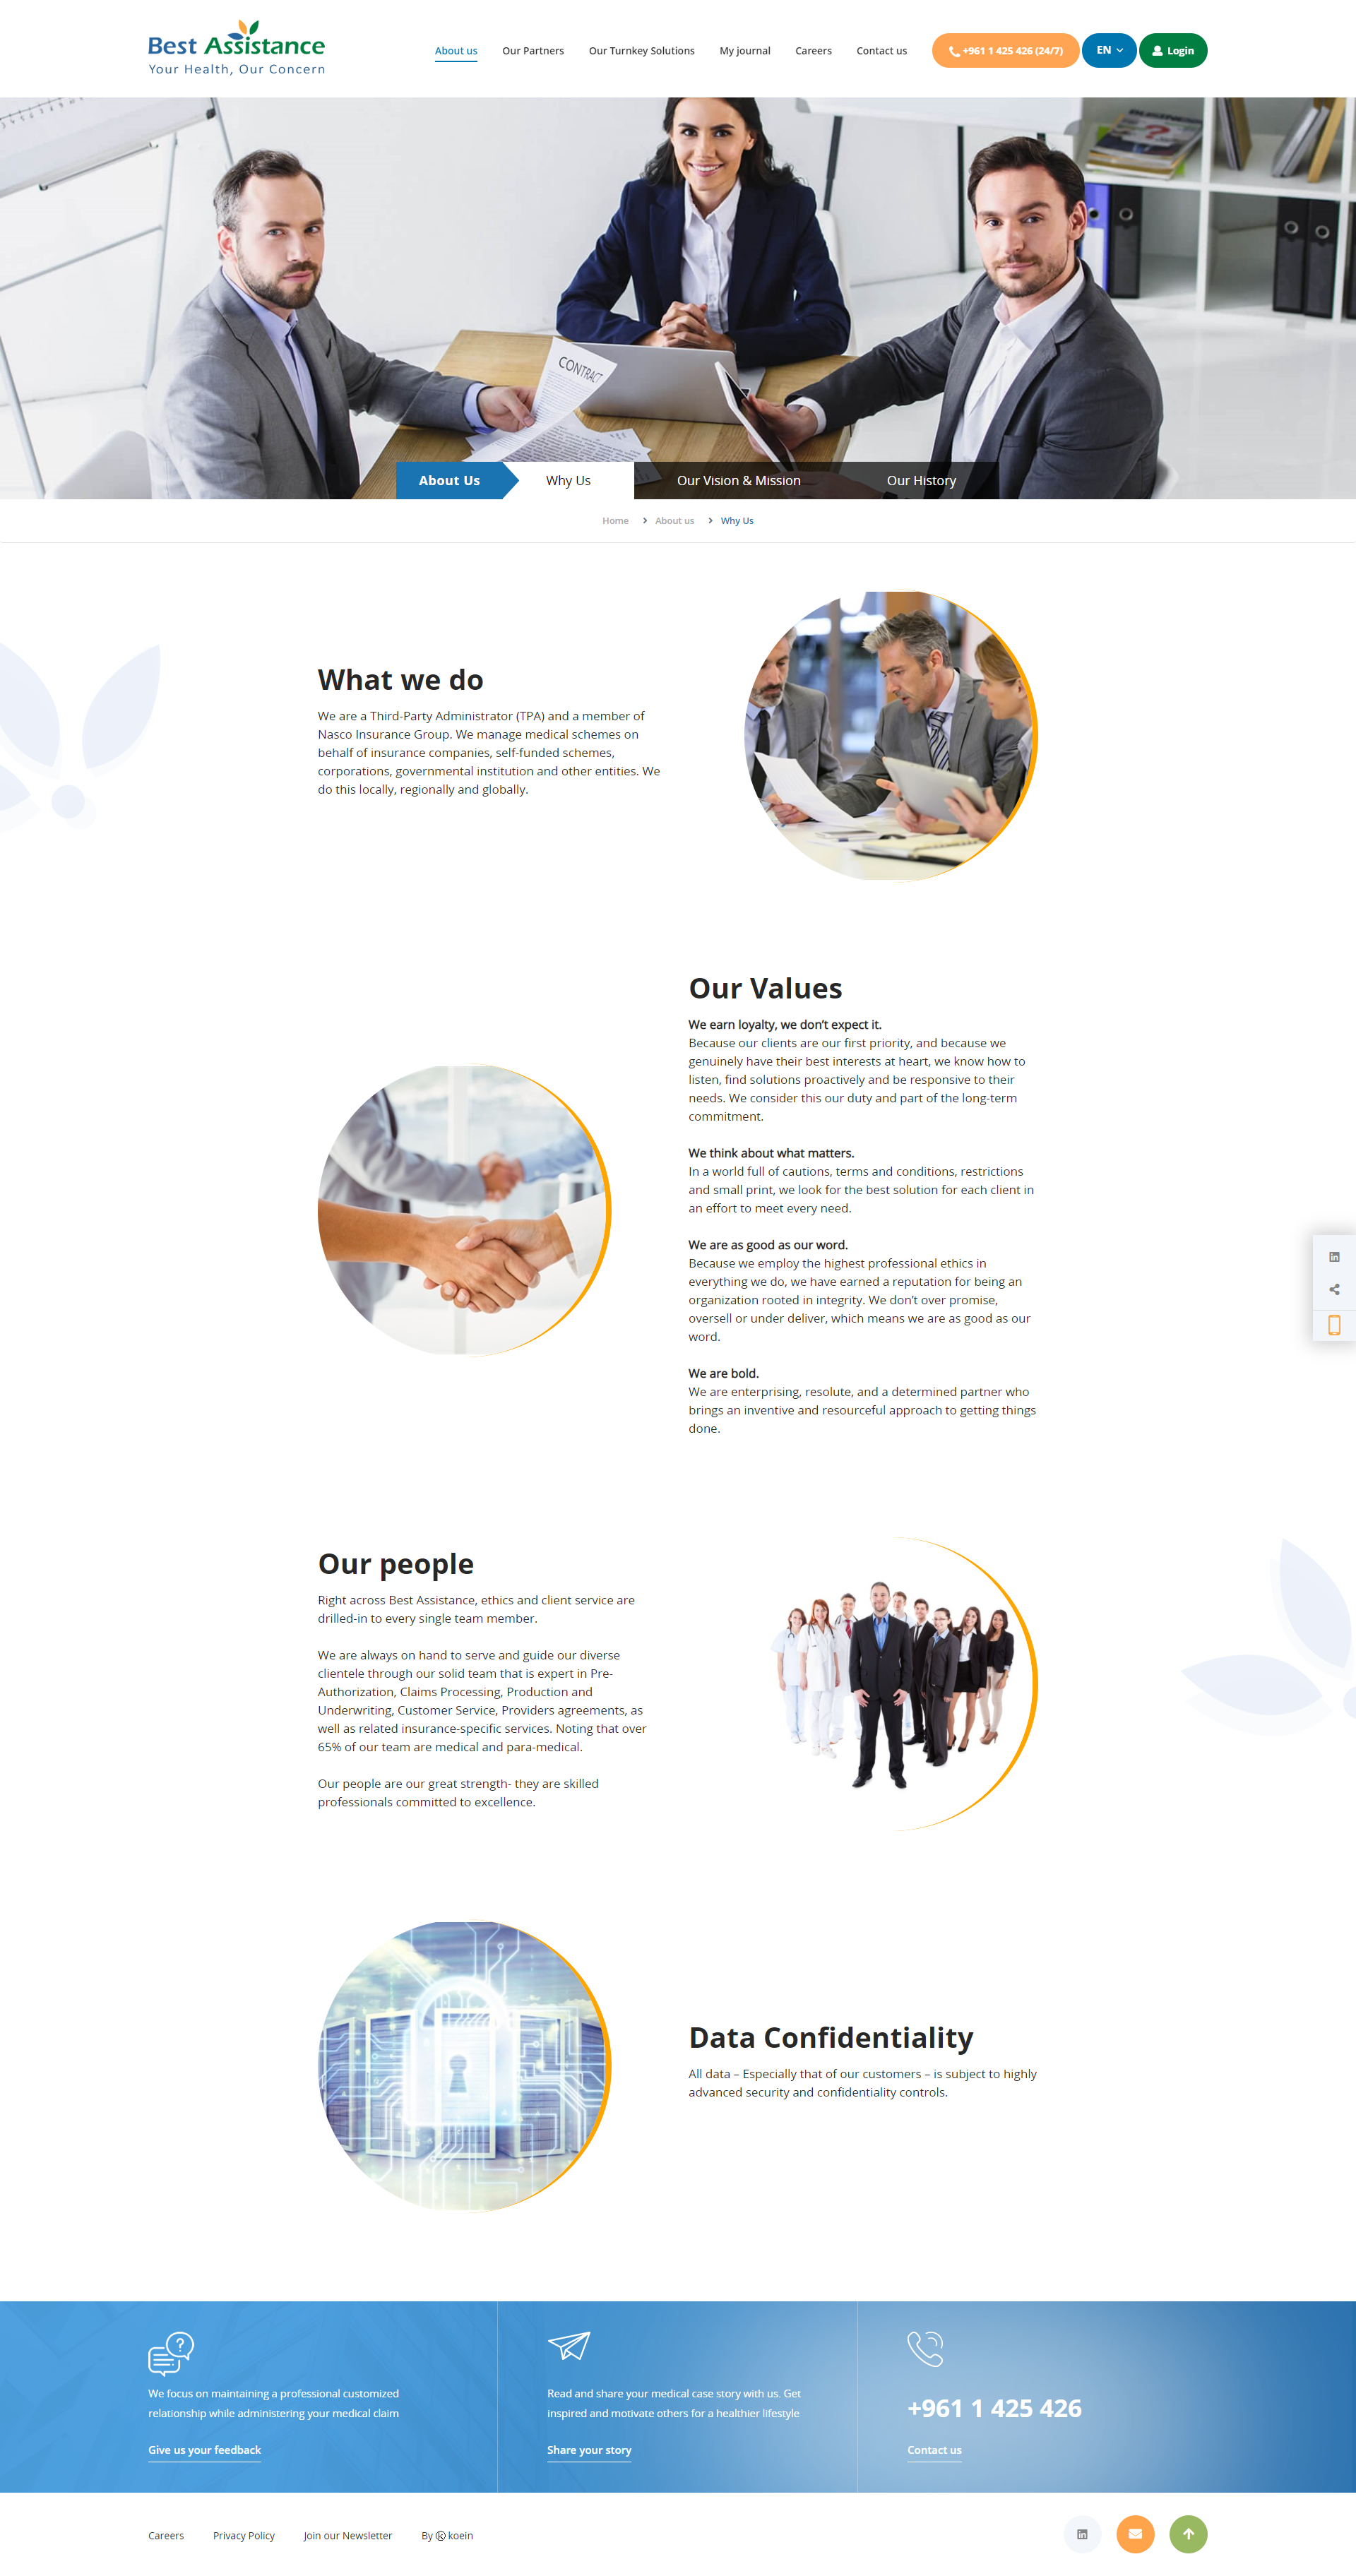 Best Assistance
Your Health, Our Concern
About us
Our Partners
Our Turnkey Solutions
My journal
Careers
Contact us
+961 1 425 426 (24/7)
EN
Login
CONTRACT
About Us
Why Us
Our Vision & Mission
Our History
Home
About us
Why Us
What we do
We are a Third-Party Administrator (TPA) and a member of
Nasco Insurance Group. We manage medical schemes on
behalf of insurance companies, self-funded schemes,
corporations, governmental institution and other entities. We
do this locally, regionally and globally.
Our Values
We earn loyalty, we don’t expect it.
Because our clients are our first priority, and because we
genuinely have their best interests at heart, we know how to
listen, find solutions proactively and be responsive to their
needs. We consider this our duty and part of the long-term
commitment.
We think about what matters.
In a world full of cautions, terms and conditions, restrictions
and small print, we look for the best solution for each client in
an effort to meet every need.
We are as good as our word.
Because we employ the highest professional ethics in
everything we do, we have earned a reputation for being an
organization rooted in integrity. We don’t over promise,
oversell or under deliver, which means we are as good as our
word.
We are bold.
We are enterprising, resolute, and a determined partner who
brings an inventive and resourceful approach to getting things
done.
Our people
Right across Best Assistance, ethics and client service are
drilled-in to every single team member.
We are always on hand to serve and guide our diverse
clientele through our solid team that is expert in Pre-
Authorization, Claims Processing, Production and
Underwriting, Customer Service, Providers agreements, as
well as related insurance-specific services. Noting that over
65% of our team are medical and para-medical.
Our people are our great strength- they are skilled
professionals committed to excellence.
Data Confidentiality
All data – Especially that of our customers – is subject to highly
advanced security and confidentiality controls.
We focus on maintaining a professional customized
relationship while administering your medical claim
Give us your feedback
Read and share your medical case story with us. Get
inspired and motivate others for a healthier lifestyle
Share your story
+961 1 425 426
Contact us
Careers
Privacy Policy
Join our Newsletter
By koein